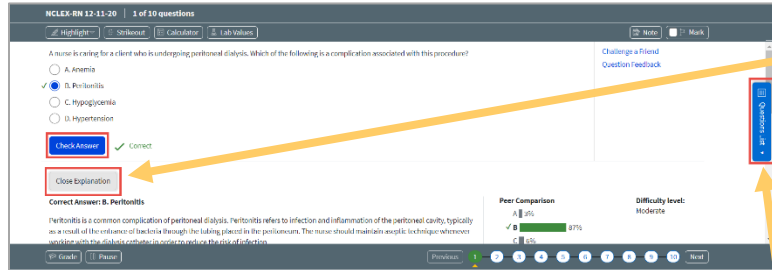 NCLEX-RN 12-11-20 | 1 of 10 questions
Highlight Strikeout Calculator Lab Values Note Mark
A nurse is caring for a client who is undergoing peritoneal dialysis. Which of the following is a complication associated with this procedure?
Challenge a Friend
Question Feedback
A. Anemia
B. Peritonitis
C. Hypoglycemia
D. Hypertension
Questions List
Check Answer Correct
Close Explanation
Correct Answer: B. Peritonitis
Peer Comparison
Difficulty level:
A 3%
Moderate
B 87%
C 6%
Peritonitis is a common complication of peritoneal dialysis. Peritonitis refers to infection and inflammation of the peritoneal cavity, typically
as a result of the entrance of bacteria through the tubing placed in the peritoneum. The nurse should maintain aseptic technique whenever
working with the dialysis catheter in order to reduce the risk of infection
Grade Pause Previous 1 2 3 4 5 6 7 8 9 10 Next